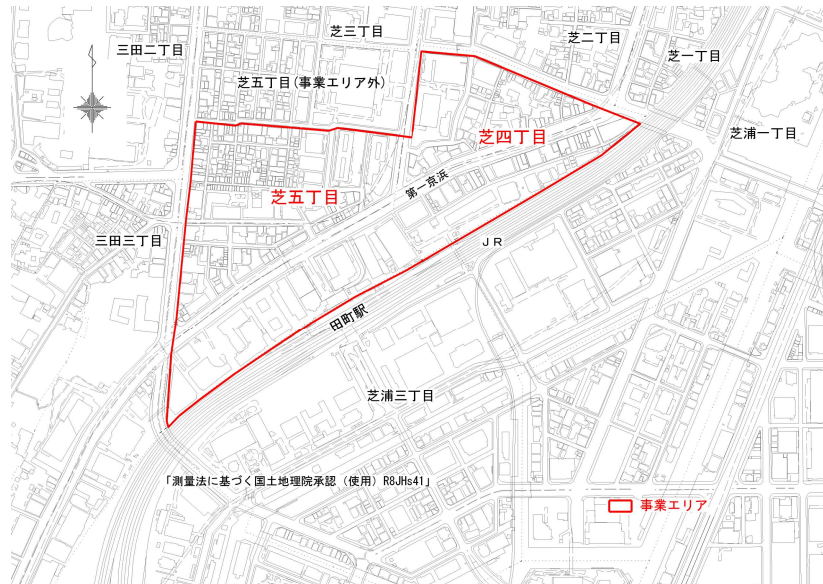 芝三丁目
芝二丁目
三田二丁目
芝一丁目
芝五丁目(事業エリア外)
芝四丁目
芝浦一丁目
第一京浜
芝五丁目
三田三丁目
ＪＲ
田町駅
芝浦三丁目
「測量法に基づく国土地理院承認（使用）R8JHs41」
事業エリア